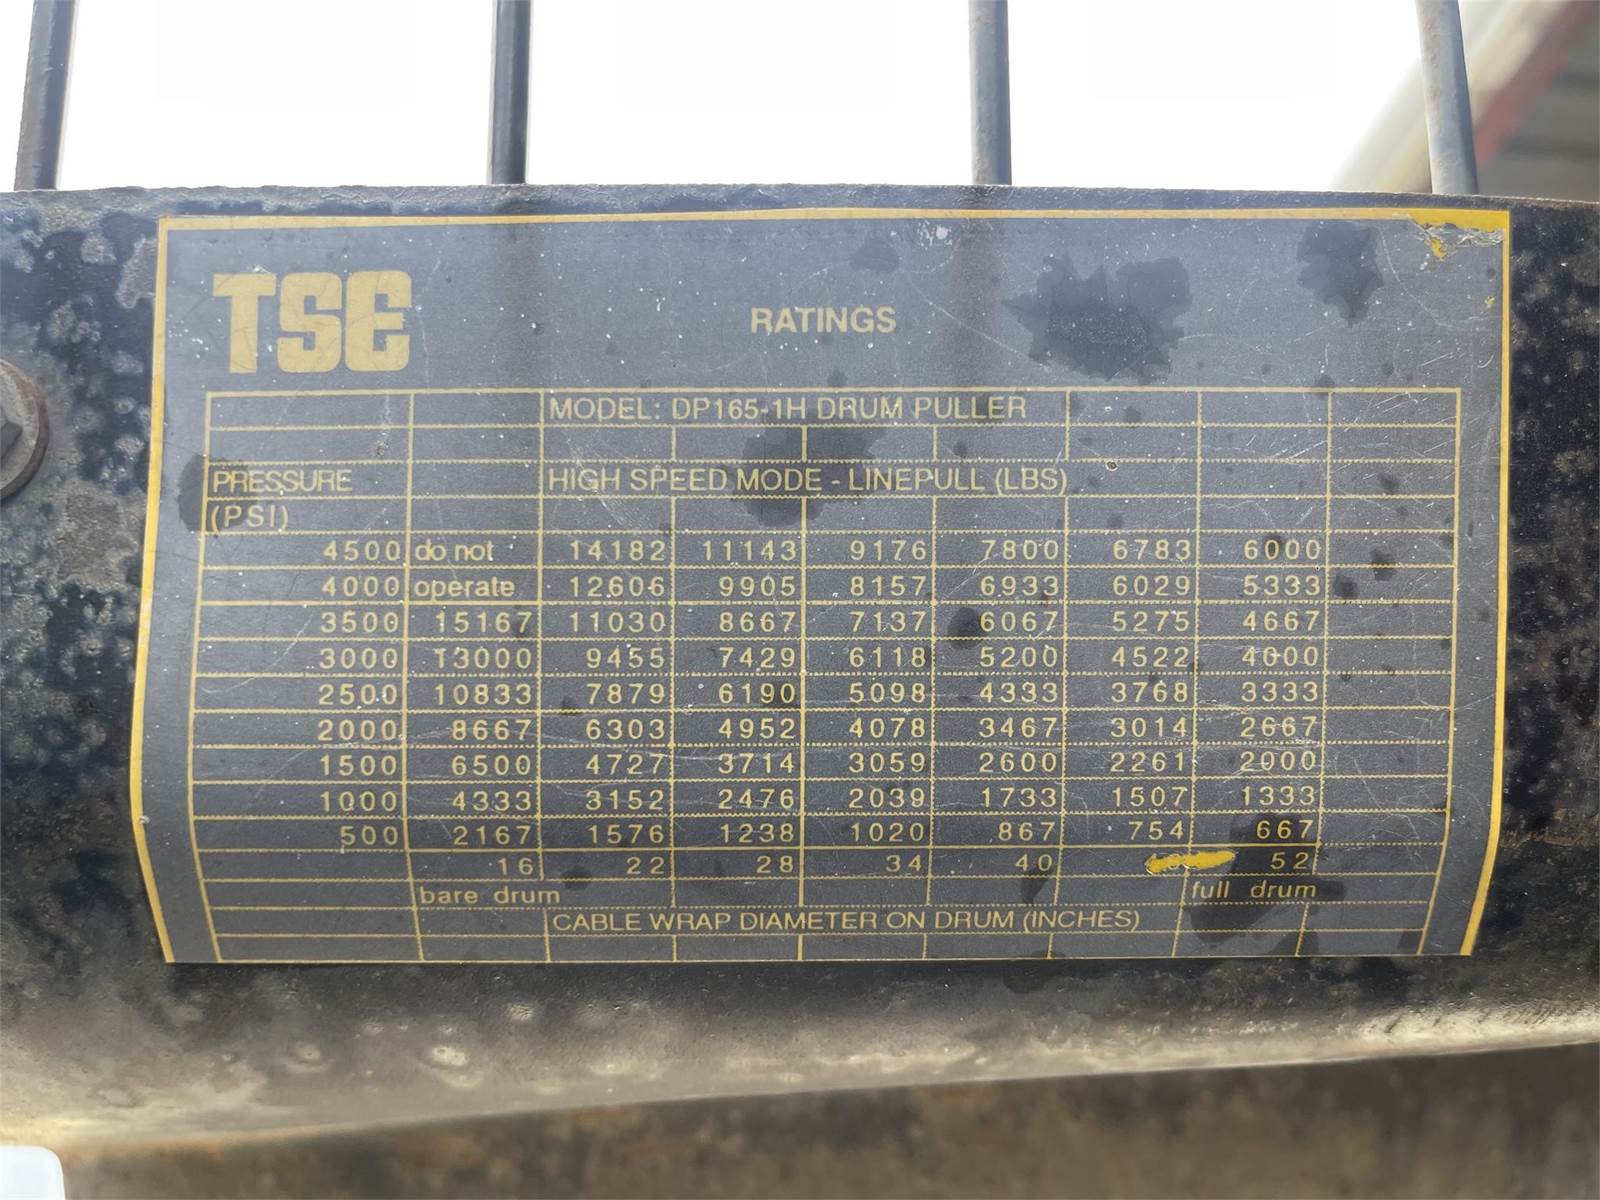 TSE
RATINGS
MODEL: DP165-1H DRUM PULLER
PRESSURE HIGH SPEED MODE - LINEPULL (LBS)
(PSI)
4500 do not 14182 11143 9176 7800 6783 6000
4000 operate 12606 9905 8157 6933 6029 5333
3500 15167 11030 8667 7137 6067 5275 4667
3000 13000 9455 7429 6118 5200 4522 4000
2500 10833 7879 6190 5098 4333 3768 3333
2000 8667 6303 4952 4078 3467 3014 2667
1500 6500 4727 3714 3059 2600 2261 2000
1000 4333 3152 2476 2039 1733 1507 1333
500 2167 1576 1238 1020 867 754 667
16 22 28 34 40 52
bare drum full drum
CABLE WRAP DIAMETER ON DRUM (INCHES)